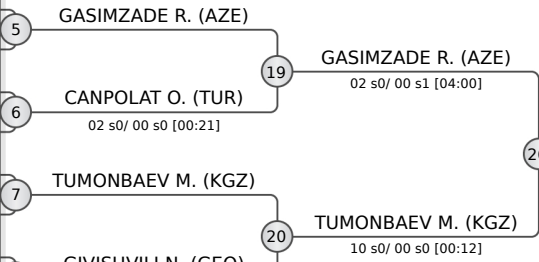 GASIMZADE R. (AZE)
5
19
GASIMZADE R. (AZE)
02 s0/ 00 s1 [04:00]
6
CANPOLAT O. (TUR)
02 s0/ 00 s0 [00:21]
7
TUMONBAEV M. (KGZ)
20
TUMONBAEV M. (KGZ)
10 s0/ 00 s0 [00:12]